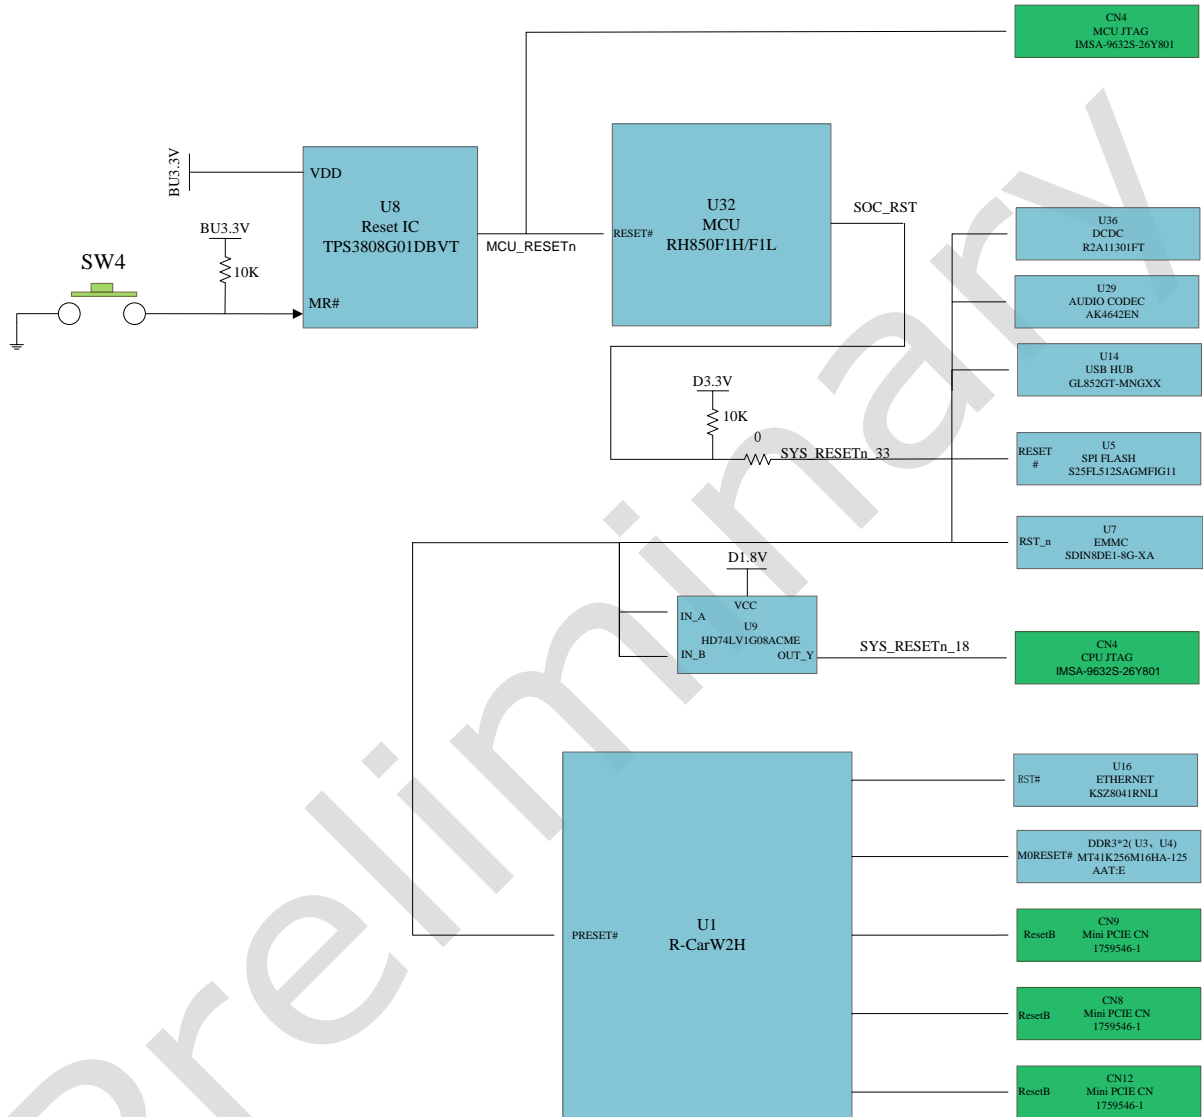 CN4
MCU JTAG
IMSA-9632S-26Y801
BU3.3V
VDD
U8
Reset IC
TPS3808G01DBVT
MR#
BU3.3V
10K
SW4
MCU_RESETn
RESET#
U32
MCU
RH850F1H/F1L
SOC_RST
U36
DCDC
R2A11301FT
U29
AUDIO CODEC
AK4642EN
U14
USB HUB
GL852GT-MNGXX
D3.3V
10K
0
SYS_RESETn_33
RESET
#
U5
SPI FLASH
S25FL512SAGMFIG11
RST_n
U7
EMMC
SDIN8DE1-8G-XA
D1.8V
VCC
IN_A
U9
HD74LV1G08ACME
IN_B
OUT_Y
SYS_RESETn_18
CN4
CPU JTAG
IMSA-9632S-26Y801
PRESET#
U1
R-CarW2H
RST#
U16
ETHERNET
KSZ8041RNLI
M0RESET#
DDR3*2( U3、U4)
MT41K256M16HA-125
AAT:E
ResetB
CN9
Mini PCIE CN
1759546-1
ResetB
CN8
Mini PCIE CN
1759546-1
ResetB
CN12
Mini PCIE CN
1759546-1
Preliminary